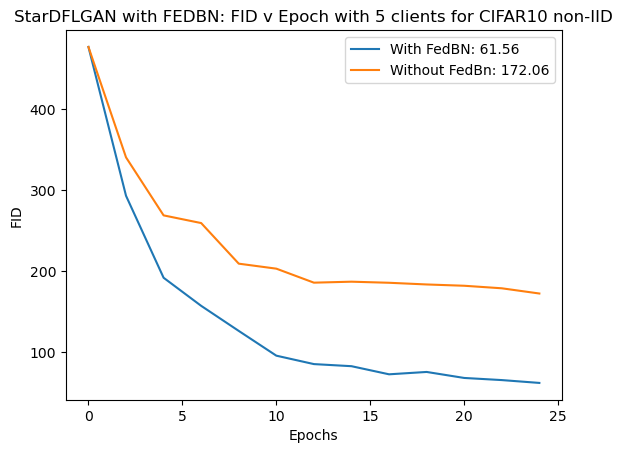 StarDFLGAN with FEDBN: FID v Epoch with 5 clients for CIFAR10 non-IID
With FedBN: 61.56
Without FedBn: 172.06
400
300
200
100
FID
0 5 10 15 20 25
Epochs